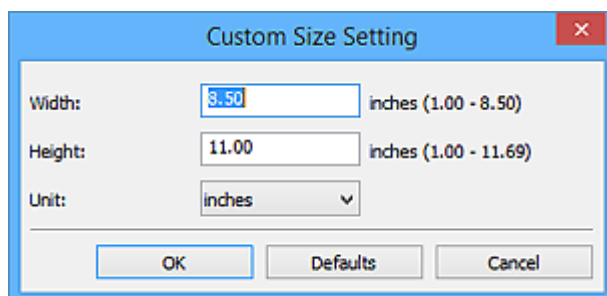 Custom Size Setting
Width: 8.50 inches (1.00 - 8.50)
Height: 11.00 inches (1.00 - 11.69)
Unit: inches
OK Defaults Cancel